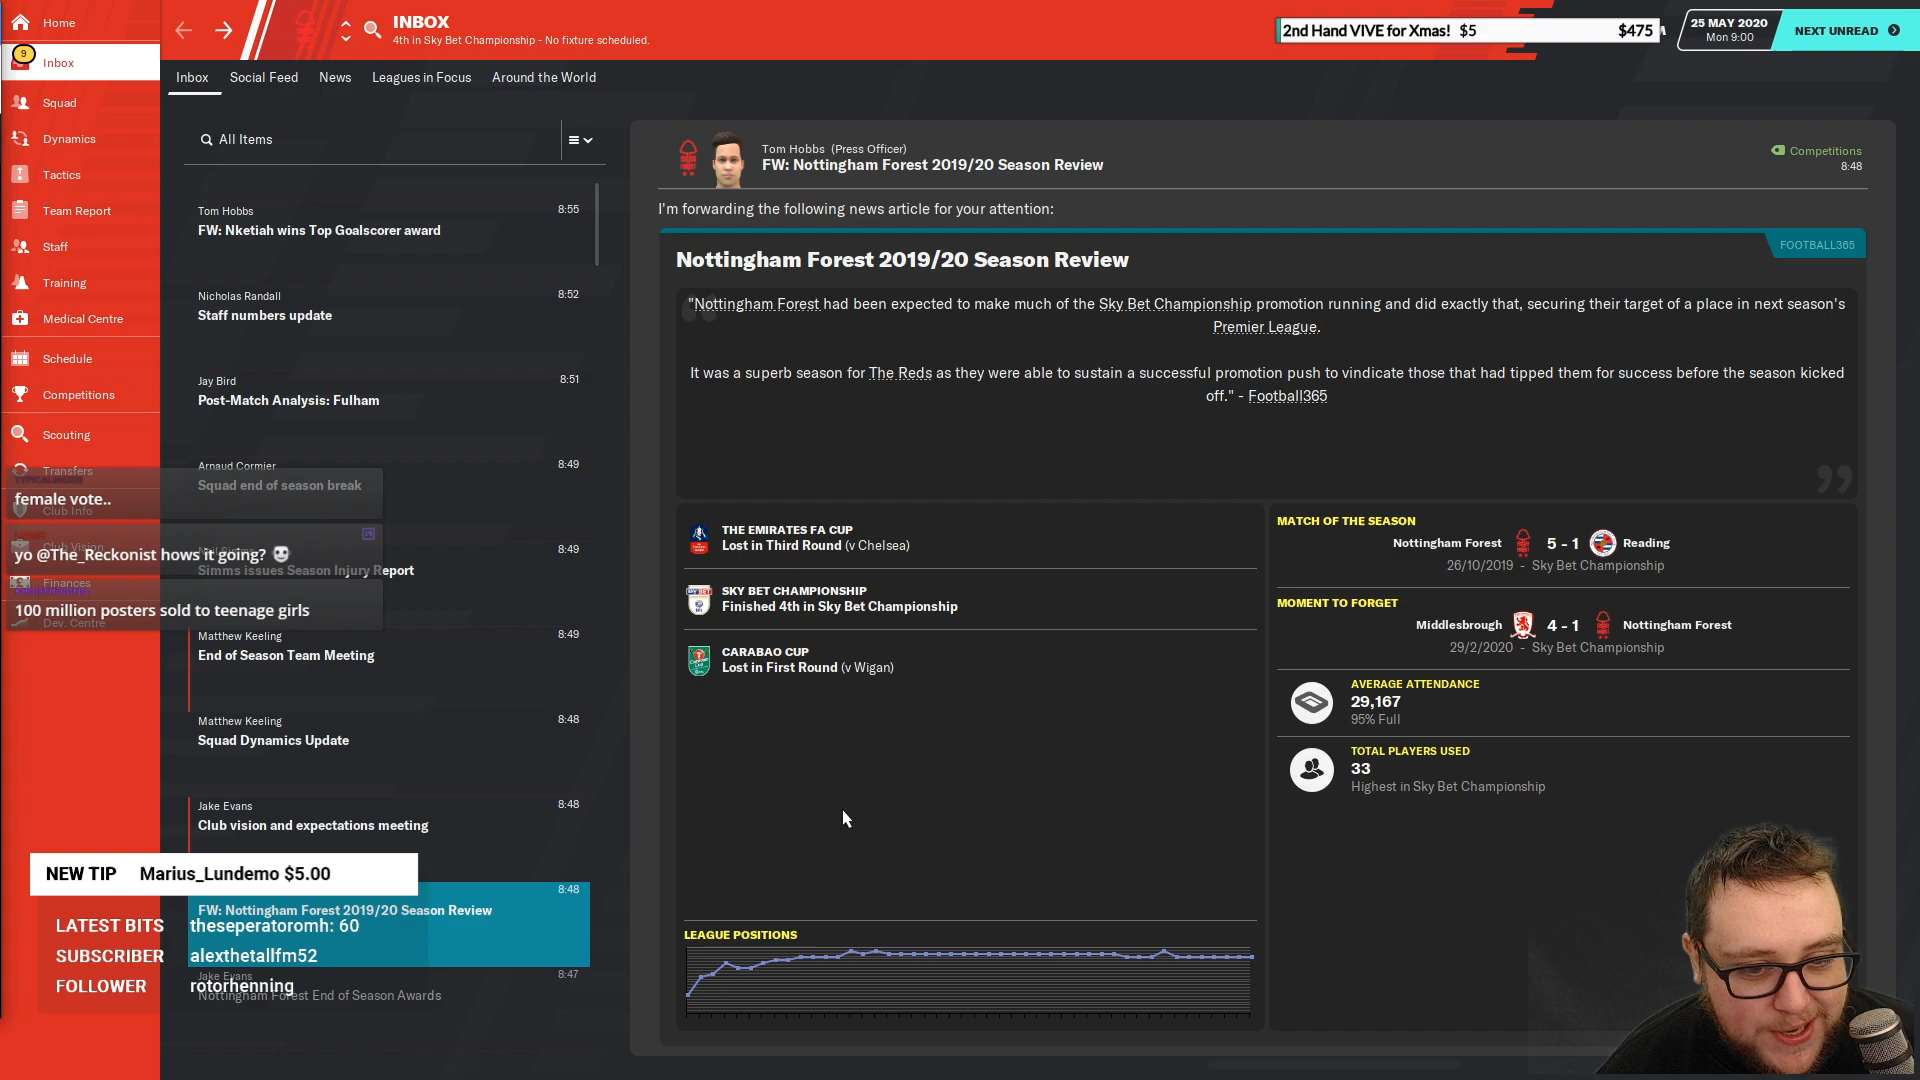 Home
Inbox
9
Squad
Dynamics
Tactics
Team Report
Staff
Training
Medical Centre
Schedule
Competitions
Scouting
Transfers
Club Info
Club Vision
Finances
Dev. Centre
female vote..
yo @The_Reckonist hows it going?
100 million posters sold to teenage girls
INBOX
4th in Sky Bet Championship - No fixture scheduled.
2nd Hand VIVE for Xmas! $5 $475
25 MAY 2020
Mon 9:00
NEXT UNREAD
Inbox Social Feed News Leagues in Focus Around the World
All Items
Tom Hobbs 8:55
FW: Nketiah wins Top Goalscorer award
Nicholas Randall 8:52
Staff numbers update
Jay Bird 8:51
Post-Match Analysis: Fulham
Arnaud Cormier 8:49
Squad end of season break
8:49
Simms issues Season Injury Report
Matthew Keeling 8:49
End of Season Team Meeting
Matthew Keeling 8:48
Squad Dynamics Update
Jake Evans 8:48
Club vision and expectations meeting
8:48
FW: Nottingham Forest 2019/20 Season Review
Jake Evans 8:47
Nottingham Forest End of Season Awards
NEW TIP Marius_Lundemo $5.00
LATEST BITS theseperatoromh: 60
SUBSCRIBER alexthetallfm52
FOLLOWER rotorhenning
Tom Hobbs (Press Officer)
FW: Nottingham Forest 2019/20 Season Review
Competitions
8:48
I'm forwarding the following news article for your attention:
FOOTBALL365
Nottingham Forest 2019/20 Season Review
"Nottingham Forest had been expected to make much of the Sky Bet Championship promotion running and did exactly that, securing their target of a place in next season's
Premier League.
It was a superb season for The Reds as they were able to sustain a successful promotion push to vindicate those that had tipped them for success before the season kicked
off." - Football365
THE EMIRATES FA CUP
Lost in Third Round (v Chelsea)
SKY BET CHAMPIONSHIP
Finished 4th in Sky Bet Championship
CARABAO CUP
Lost in First Round (v Wigan)
LEAGUE POSITIONS
MATCH OF THE SEASON
Nottingham Forest 5 - 1 Reading
26/10/2019 - Sky Bet Championship
MOMENT TO FORGET
Middlesbrough 4 - 1 Nottingham Forest
29/2/2020 - Sky Bet Championship
AVERAGE ATTENDANCE
29,167
95% Full
TOTAL PLAYERS USED
33
Highest in Sky Bet Championship